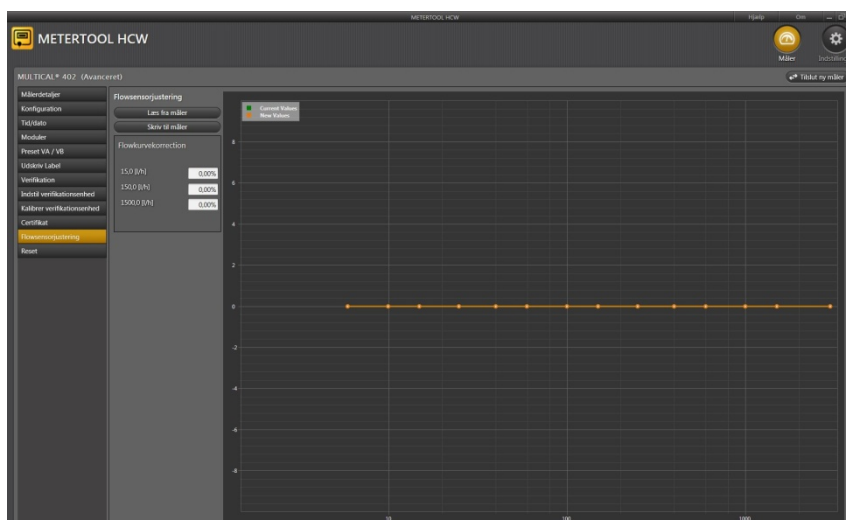 METERTOOL HCW
Hjælp
Om
METERTOOL HCW
Måler
MULTICAL® 402 (Avanceret)
Tilslut ny måler
Målerdetaljer
Konfiguration
Tid/dato
Moduler
Preset VA / VB
Udskriv Label
Verifikation
Indstil verifikationsenhed
Kalibrer verifikationsenhed
Certifikat
Flowsensorjustering
Reset
Flowsensorjustering
Læs fra måler
Skriv til måler
Flowkurvekorrection
15,0 [l/h] 0,00%
150,0 [l/h] 0,00%
1500,0 [l/h] 0,00%
Current Values
New Values
8
6
4
2
0
-2
-4
-6
-8
10
100
1000